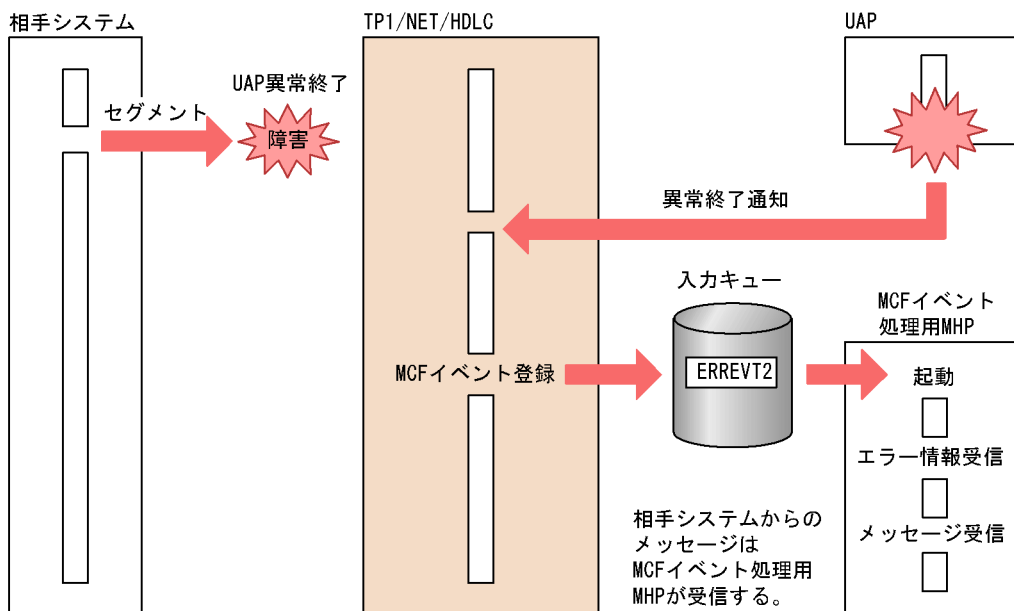 相手システム
TP1/NET/HDLC
UAP
UAP異常終了
セグメント
障害
異常終了通知
入力キュー
MCFイベント
処理用MHP
MCFイベント登録
ERREVT2
起動
エラー情報受信
メッセージ受信
相手システムからの
メッセージは
MCFイベント処理用
MHPが受信する。